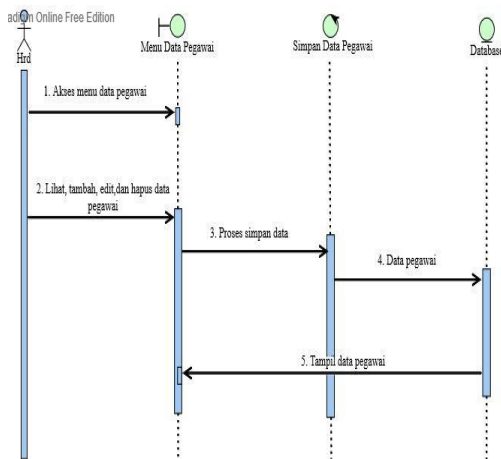 Online Free Edition
Hrd
Menu Data Pegawai
Simpan Data Pegawai
Database
1. Akses menu data pegawai
2. Lihat, tambah, edit,dan hapus data
pegawai
3. Proses simpan data
4. Data pegawai
5. Tampil data pegawai